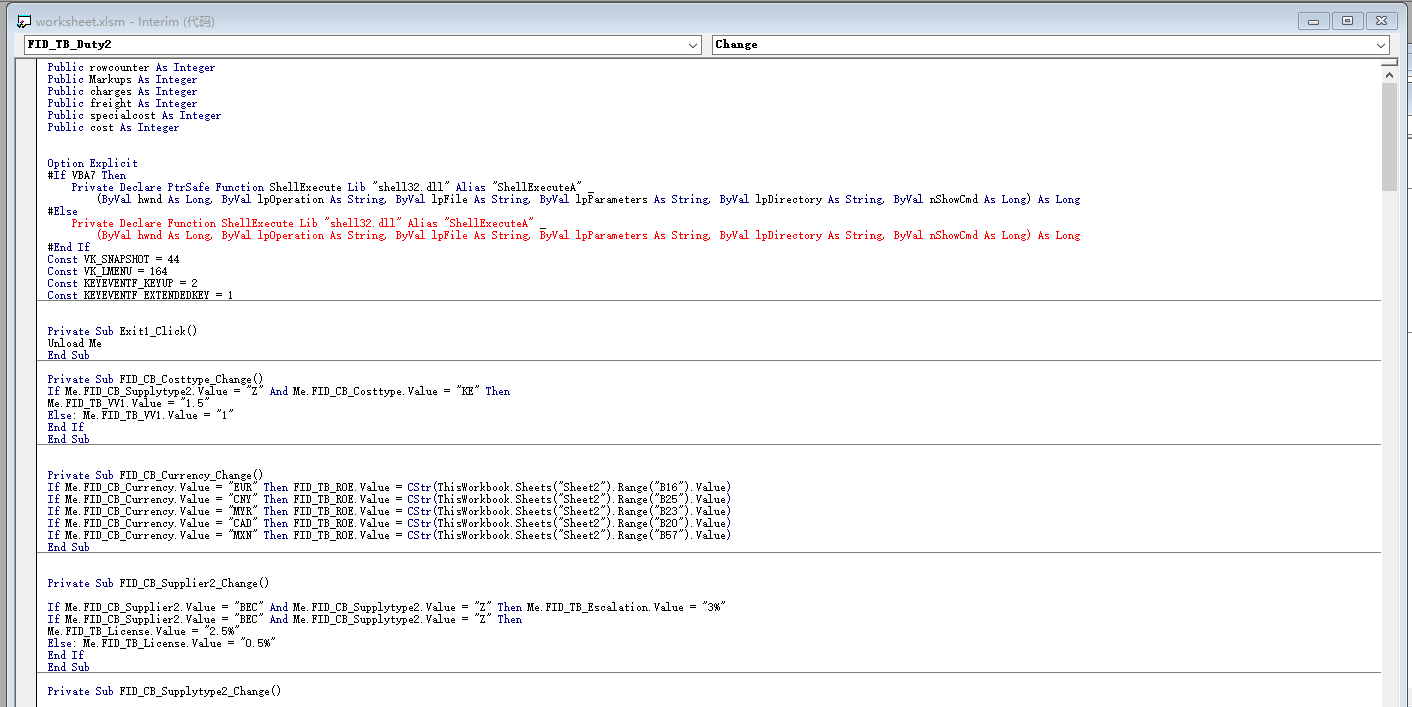 worksheet.xlsm - Interim (代码)
FID_TB_Duty2
Change
Public rowcounter As Integer
Public Markups As Integer
Public charges As Integer
Public freight As Integer
Public specialcost As Integer
Public cost As Integer
Option Explicit
#If VBA7 Then
Private Declare PtrSafe Function ShellExecute Lib "shell32.dll" Alias "ShellExecuteA" _
(ByVal hwnd As Long, ByVal lpOperation As String, ByVal lpFile As String, ByVal lpParameters As String, ByVal lpDirectory As String, ByVal nShowCmd As Long) As Long
#Else
Private Declare Function ShellExecute Lib "shell32.dll" Alias "ShellExecuteA" _
(ByVal hwnd As Long, ByVal lpOperation As String, ByVal lpFile As String, ByVal lpParameters As String, ByVal lpDirectory As String, ByVal nShowCmd As Long) As Long
#End If
Const VK_SNAPSHOT = 44
Const VK_LMENU = 164
Const KEYEVENTF_KEYUP = 2
Const KEYEVENTF_EXTENDEDKEY = 1
Private Sub Exit1_Click()
Unload Me
End Sub
Private Sub FID_CB_Costtype_Change()
If Me.FID_CB_Supplytype2.Value = "Z" And Me.FID_CB_Costtype.Value = "KE" Then
Me.FID_TB_VV1.Value = "1.5"
Else: Me.FID_TB_VV1.Value = "1"
End If
End Sub
Private Sub FID_CB_Currency_Change()
If Me.FID_CB_Currency.Value = "EUR" Then FID_TB_ROE.Value = CStr(ThisWorkbook.Sheets("Sheet2").Range("B16").Value)
If Me.FID_CB_Currency.Value = "CNY" Then FID_TB_ROE.Value = CStr(ThisWorkbook.Sheets("Sheet2").Range("B25").Value)
If Me.FID_CB_Currency.Value = "MYR" Then FID_TB_ROE.Value = CStr(ThisWorkbook.Sheets("Sheet2").Range("B23").Value)
If Me.FID_CB_Currency.Value = "CAD" Then FID_TB_ROE.Value = CStr(ThisWorkbook.Sheets("Sheet2").Range("B20").Value)
If Me.FID_CB_Currency.Value = "MXN" Then FID_TB_ROE.Value = CStr(ThisWorkbook.Sheets("Sheet2").Range("B57").Value)
End Sub
Private Sub FID_CB_Supplier2_Change()
If Me.FID_CB_Supplier2.Value = "BEC" And Me.FID_CB_Supplytype2.Value = "Z" Then Me.FID_TB_Escalation.Value = "3%"
If Me.FID_CB_Supplier2.Value = "BEC" And Me.FID_CB_Supplytype2.Value = "Z" Then
Me.FID_TB_License.Value = "2.5%"
Else: Me.FID_TB_License.Value = "0.5%"
End If
End Sub
Private Sub FID_CB_Supplytype2_Change()